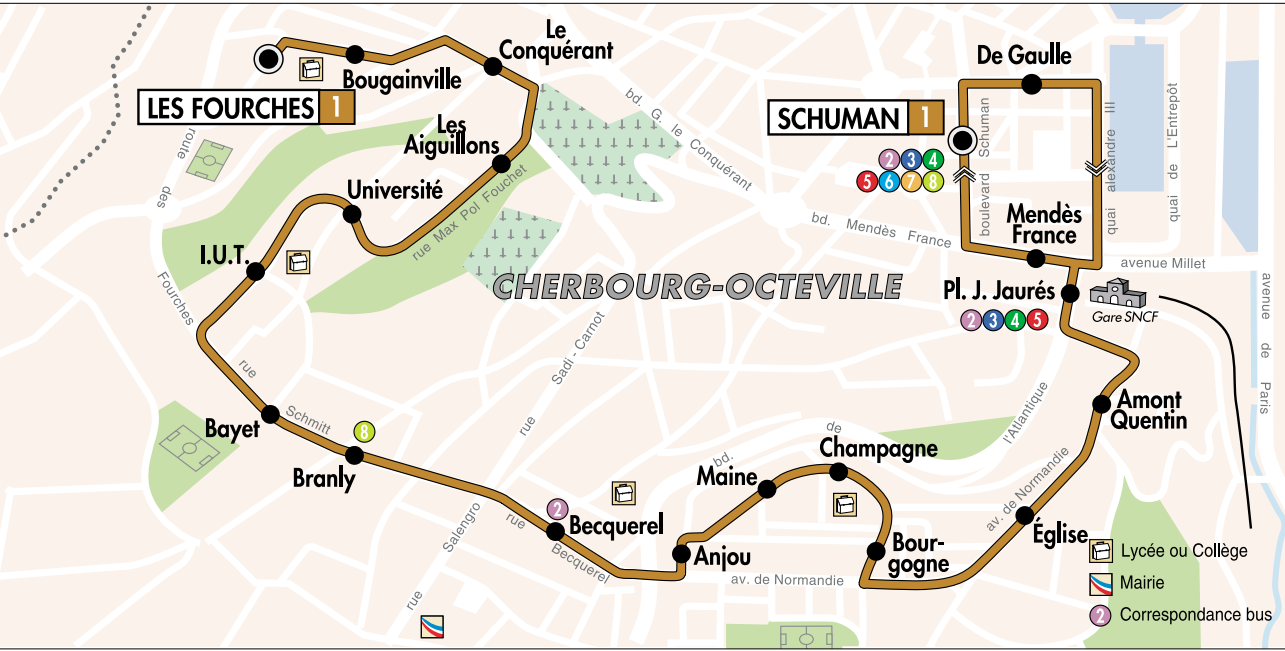 Le
Conquérant
Bougainville
LES FOURCHES 1
Les
Aiguillons
Université
I.U.T.
route
des
Fourches
rue Max Pol Fouchet
bd. G. le Conquérant
bd. Mendès France
De Gaulle
SCHUMAN 1
2 3 4
5 6 7 8
boulevard Schuman
quai alexandre III
quai de L'Entrepôt
Mendès
France
avenue Millet
CHERBOURG-OCTEVILLE
Pl. J. Jaurés
2 3 4 5
Gare SNCF
avenue de Paris
rue Sadi - Carnot
rue
Schmitt
Bayet
8
Branly
2
Becquerel
rue
Becquerel
rue Salengro
Anjou
Maine
Champagne
bd. de l'Atlantique
Bour-
gogne
av. de Normandie
av. de Normandie
Église
Amont
Quentin
Lycée ou Collège
Mairie
2 Correspondance bus